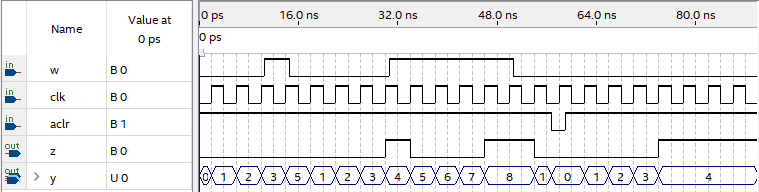 Name
Value at
0 ps
0 ps 16.0 ns 32.0 ns 48.0 ns 64.0 ns 80.0 ns
0 ps
in w B 0
in clk B 0
in aclr B 1
out z B 0
out > y U 0 0 1 2 3 5 1 2 3 4 5 6 7 8 1 0 1 2 3 4